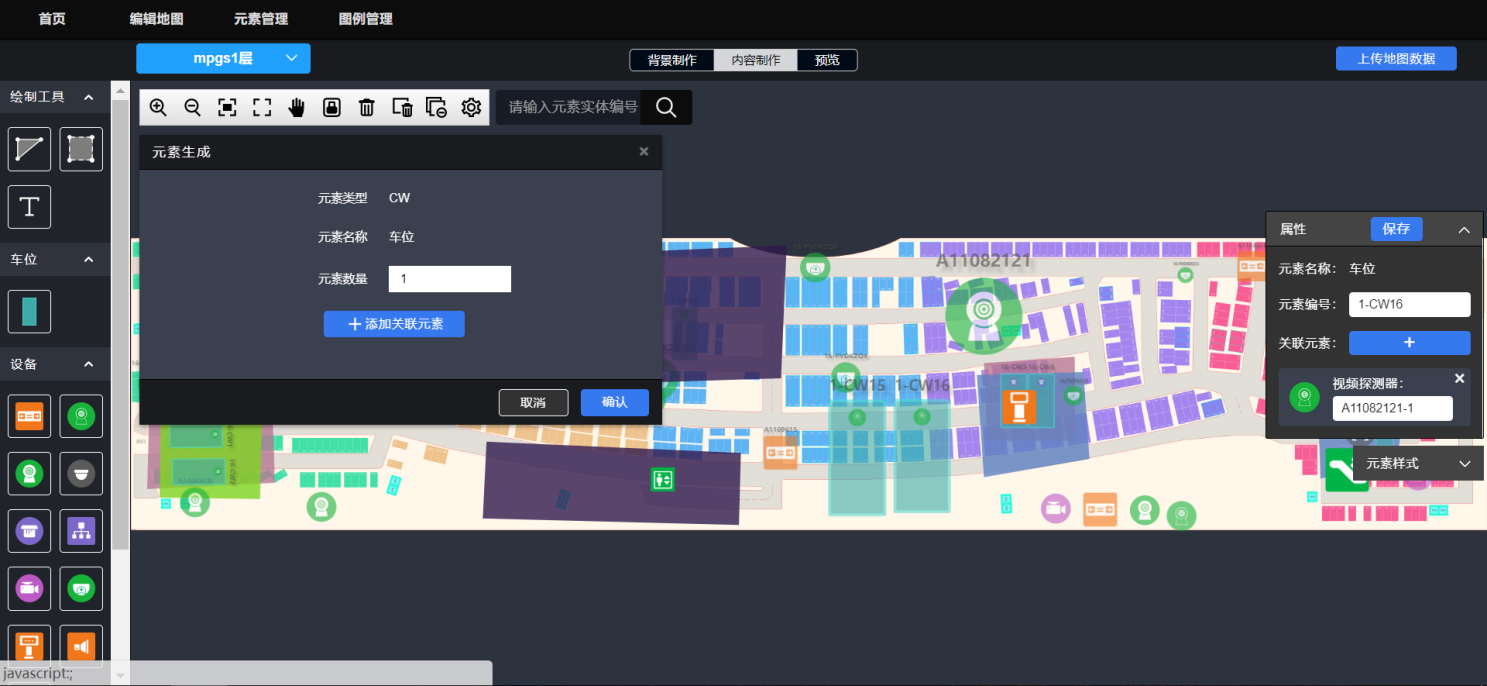 首页 编辑地图 元素管理 图例管理
mpgs1层
背景制作 内容制作 预览
上传地图数据
绘制工具
请输入元素实体编号
元素生成 ×
元素类型 CW
元素名称 车位
元素数量 1
+添加关联元素
取消 确认
T
车位
设备
A11082121
1-CW15 1-CW16
A1109615
属性 保存
元素名称： 车位
元素编号： 1-CW16
关联元素： +
视频探测器： ×
A11082121-1
元素样式
javascript:;